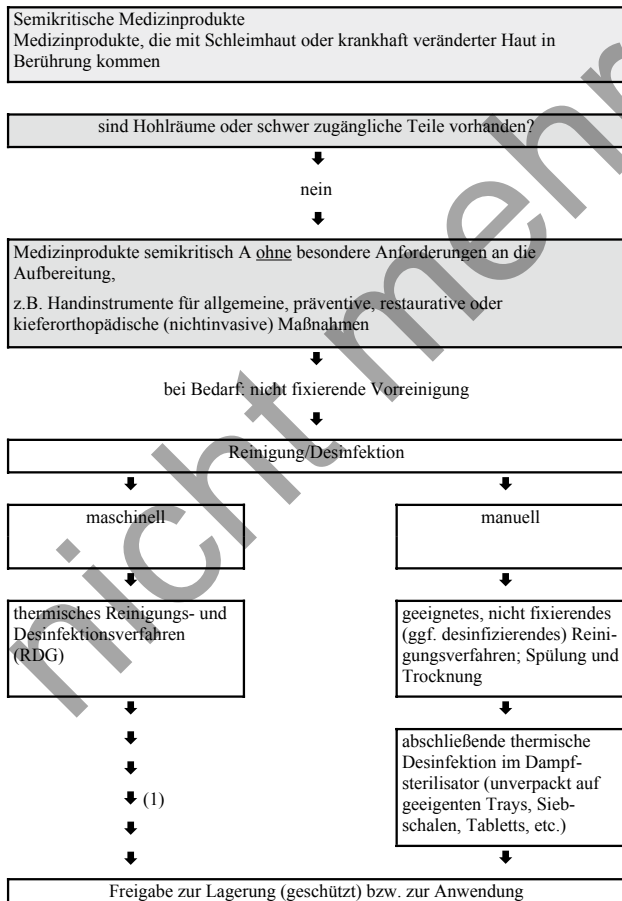 Semikritische Medizinprodukte
Medizinprodukte, die mit Schleimhaut oder krankhaft veränderter Haut in
Berührung kommen
sind Hohlräume oder schwer zugängliche Teile vorhanden?
nein
Medizinprodukte semikritisch A ohne besondere Anforderungen an die
Aufbereitung,
z.B. Handinstrumente für allgemeine, präventive, restaurative oder
kieferorthopädische (nichtinvasive) Maßnahmen
bei Bedarf: nicht fixierende Vorreinigung
Reinigung/Desinfektion
maschinell
thermisches Reinigungs- und
Desinfektionsverfahren
(RDG)
(1)
manuell
geeignetes, nicht fixierendes
(ggf. desinfizierendes) Reini-
gungsverfahren; Spülung und
Trocknung
abschließende thermische
Desinfektion im Dampf-
sterilisator (unverpackt auf
geeigenten Trays, Sieb-
schalen, Tabletts, etc.)
Freigabe zur Lagerung (geschützt) bzw. zur Anwendung
nicht mehr